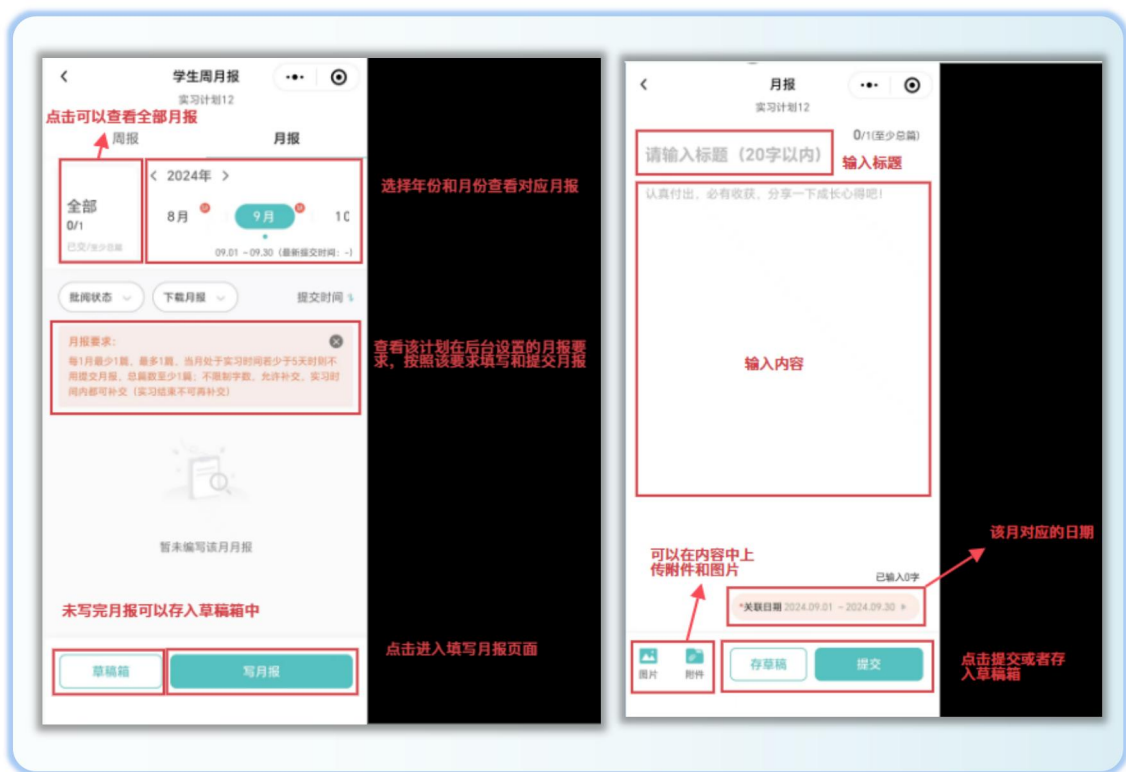 学生周月报
实习计划12
点击可以查看全部月报
周报
月报
2024年
全部
0/1
已交/至少总篇
8月
9月
10
09.01 ~09.30（最新提交时间：-）
选择年份和月份查看对应月报
批阅状态
下载月报
提交时间
月报要求：
每1月最少1篇，最多1篇，当月处于实习时间若少于5天时则不
用提交月报，总篇数至少1篇；不限制字数，允许补交，实习时
间内都可补交（实习结束不可再补交）
查看该计划在后台设置的月报要
求，按照该要求填写和提交月报
暂未编写该月月报
未写完月报可以存入草稿箱中
草稿箱
写月报
点击进入填写月报页面
月报
实习计划12
0/1(至少总篇)
请输入标题（20字以内）
输入标题
认真付出，必有收获，分享一下成长心得吧！
输入内容
该月对应的日期
可以在内容中上
传附件和图片
已输入0字
*关联日期 2024.09.01 ~ 2024.09.30
图片
附件
存草稿
提交
点击提交或者存
入草稿箱